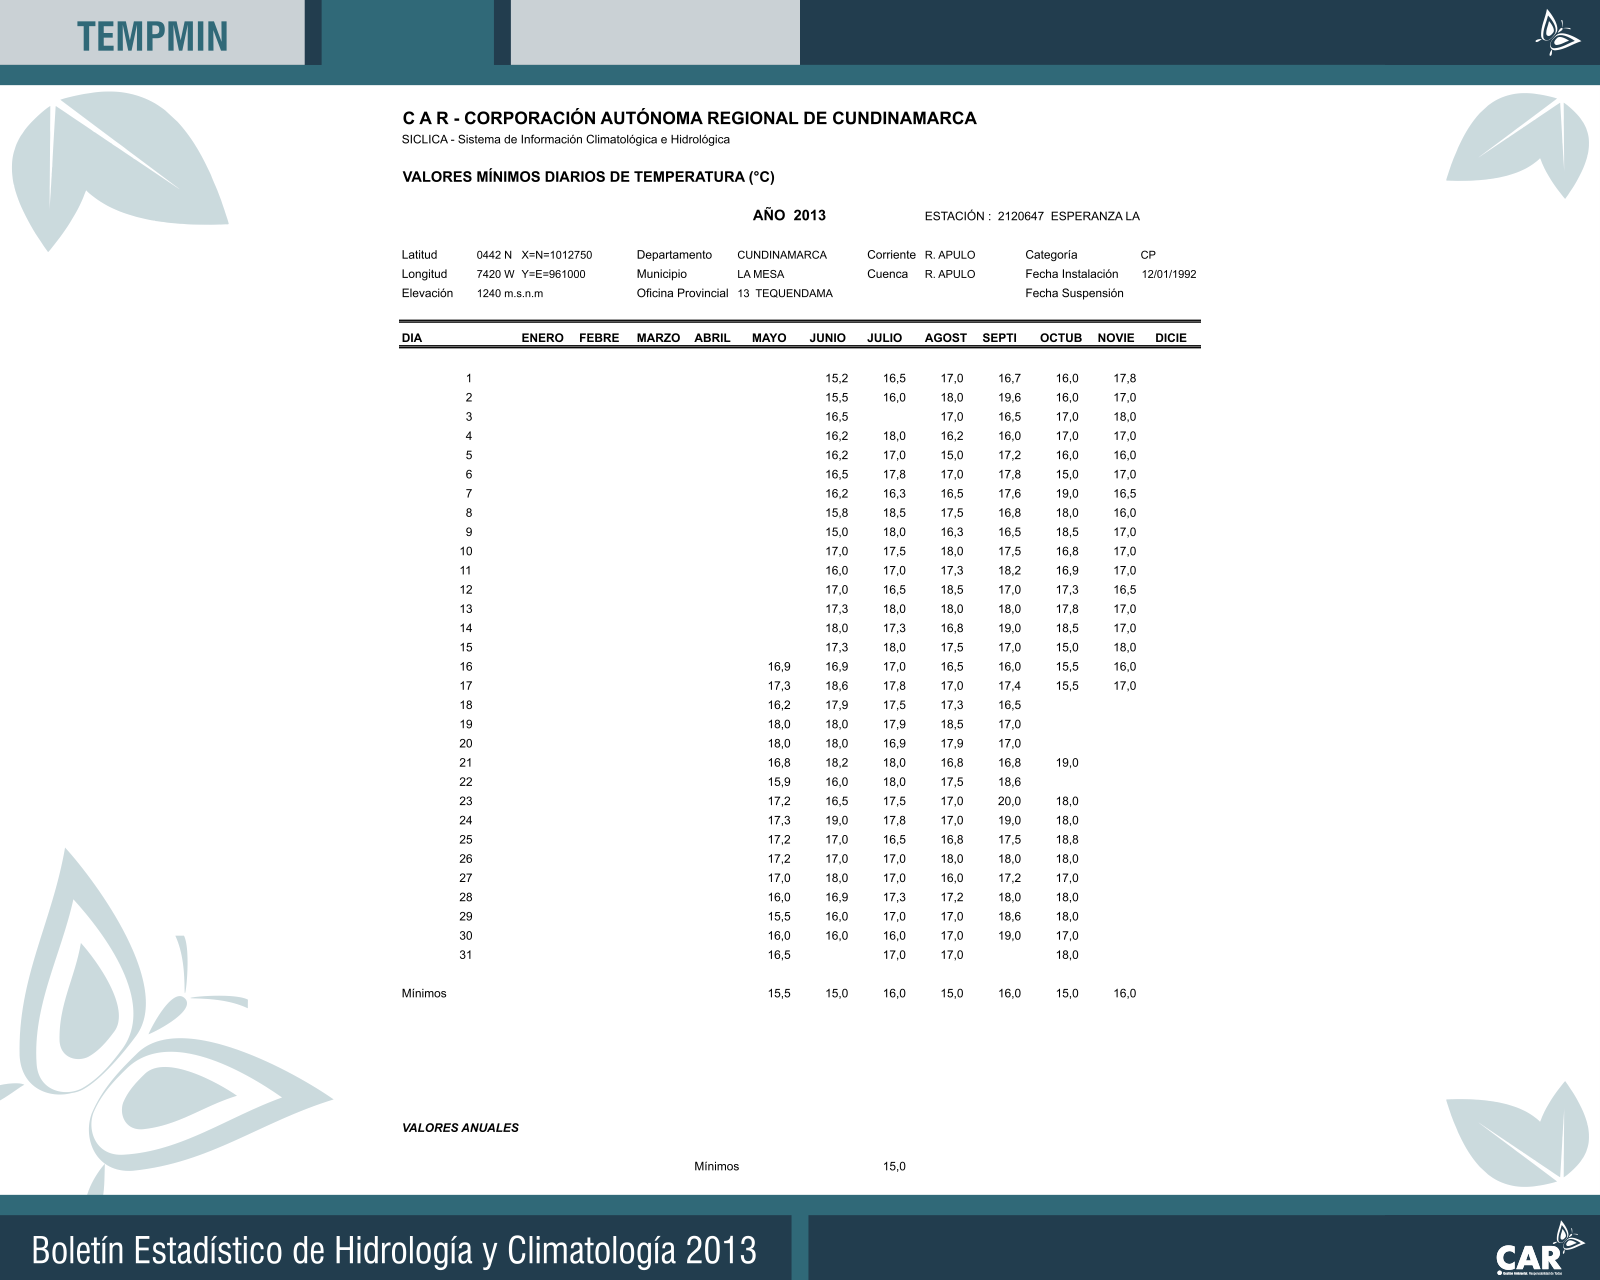 TEMPMIN
C A R - CORPORACIÓN AUTÓNOMA REGIONAL DE CUNDINAMARCA
SICLICA - Sistema de Información Climatológica e Hidrológica
VALORES MÍNIMOS DIARIOS DE TEMPERATURA (°C)
AÑO 2013 ESTACIÓN : 2120647 ESPERANZA LA
Latitud 0442 N X=N=1012750 Departamento CUNDINAMARCA Corriente R. APULO Categoría CP
Longitud 7420 W Y=E=961000 Municipio LA MESA Cuenca R. APULO Fecha Instalación 12/01/1992
Elevación 1240 m.s.n.m Oficina Provincial 13 TEQUENDAMA Fecha Suspensión
DIA ENERO FEBRE MARZO ABRIL MAYO JUNIO JULIO AGOST SEPTI OCTUB NOVIE DICIE
1 15,2 16,5 17,0 16,7 16,0 17,8
2 15,5 16,0 18,0 19,6 16,0 17,0
3 16,5 17,0 16,5 17,0 18,0
4 16,2 18,0 16,2 16,0 17,0 17,0
5 16,2 17,0 15,0 17,2 16,0 16,0
6 16,5 17,8 17,0 17,8 15,0 17,0
7 16,2 16,3 16,5 17,6 19,0 16,5
8 15,8 18,5 17,5 16,8 18,0 16,0
9 15,0 18,0 16,3 16,5 18,5 17,0
10 17,0 17,5 18,0 17,5 16,8 17,0
11 16,0 17,0 17,3 18,2 16,9 17,0
12 17,0 16,5 18,5 17,0 17,3 16,5
13 17,3 18,0 18,0 18,0 17,8 17,0
14 18,0 17,3 16,8 19,0 18,5 17,0
15 17,3 18,0 17,5 17,0 15,0 18,0
16 16,9 16,9 17,0 16,5 16,0 15,5 16,0
17 17,3 18,6 17,8 17,0 17,4 15,5 17,0
18 16,2 17,9 17,5 17,3 16,5
19 18,0 18,0 17,9 18,5 17,0
20 18,0 18,0 16,9 17,9 17,0
21 16,8 18,2 18,0 16,8 16,8 19,0
22 15,9 16,0 18,0 17,5 18,6
23 17,2 16,5 17,5 17,0 20,0 18,0
24 17,3 19,0 17,8 17,0 19,0 18,0
25 17,2 17,0 16,5 16,8 17,5 18,8
26 17,2 17,0 17,0 18,0 18,0 18,0
27 17,0 18,0 17,0 16,0 17,2 17,0
28 16,0 16,9 17,3 17,2 18,0 18,0
29 15,5 16,0 17,0 17,0 18,6 18,0
30 16,0 16,0 16,0 17,0 19,0 17,0
31 16,5 17,0 17,0 18,0
Mínimos 15,5 15,0 16,0 15,0 16,0 15,0 16,0
VALORES ANUALES
Mínimos 15,0
Boletín Estadístico de Hidrología y Climatología 2013
CAR